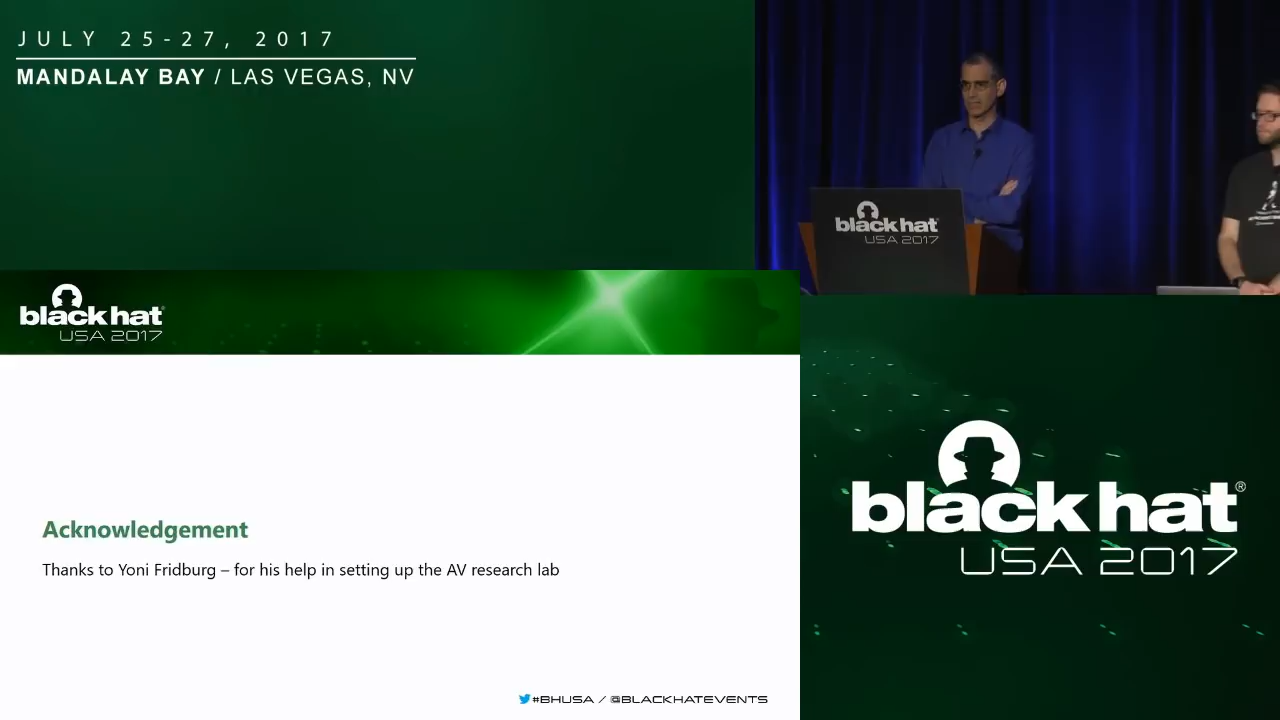 JULY 25-27, 2017
MANDALAY BAY / LAS VEGAS, NV
black hat
USA 2017
black hat
USA 2017
Acknowledgement
Thanks to Yoni Fridburg – for his help in setting up the AV research lab
#BHUSA / @BLACKHATEVENTS
black hat®
USA 2017